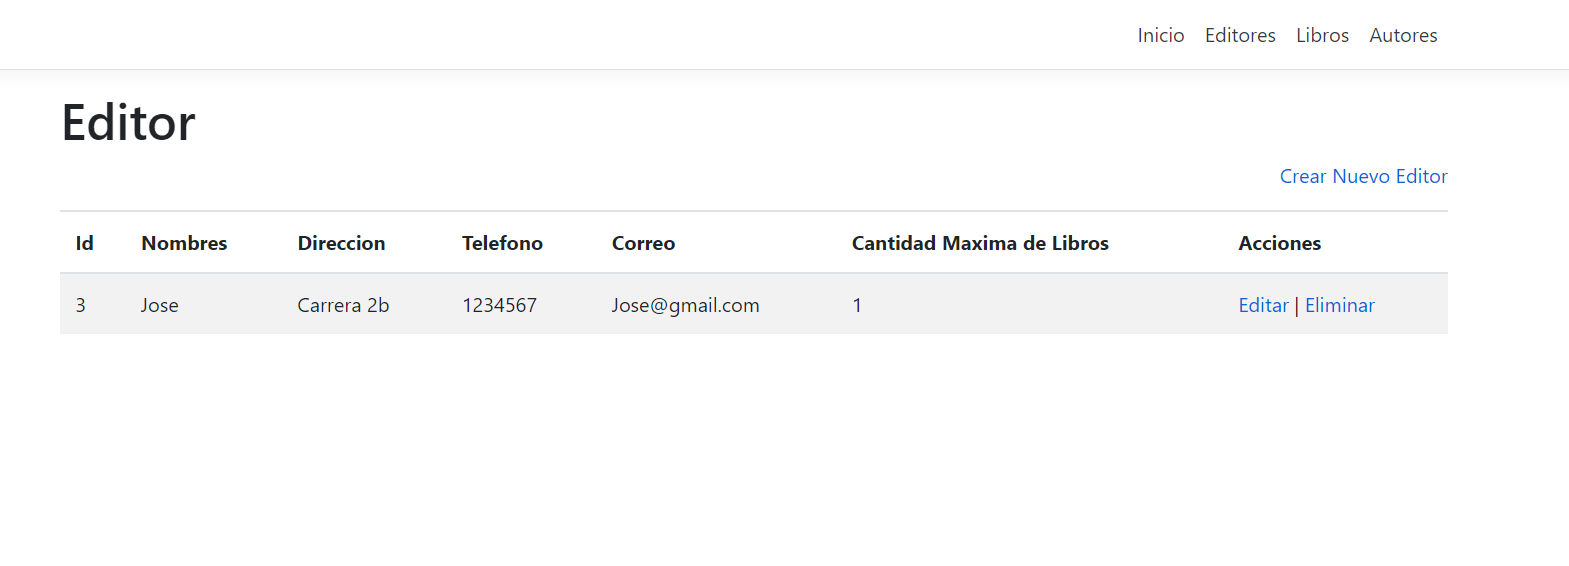 Inicio Editores Libros Autores
Editor
Crear Nuevo Editor
Id Nombres Direccion Telefono Correo Cantidad Maxima de Libros Acciones
3 Jose Carrera 2b 1234567 Jose@gmail.com 1 Editar | Eliminar